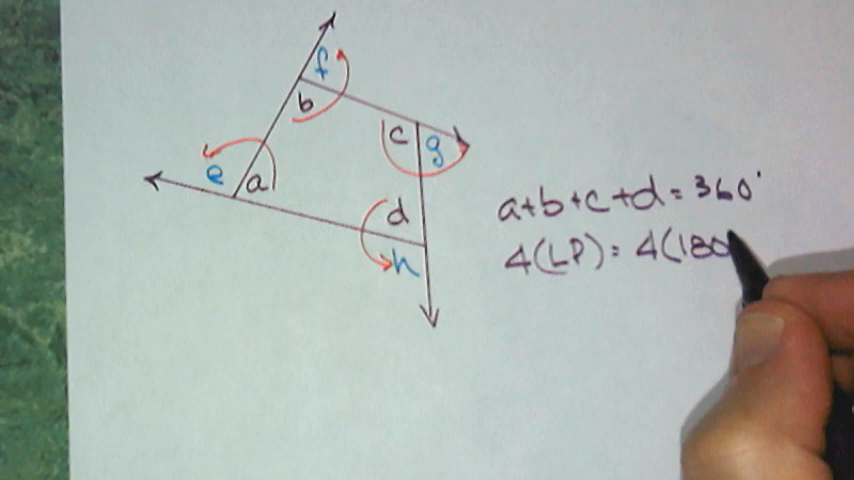 f
b
c
g
e
a
d
h
a+b+c+d=360°
4(LP)=4(180